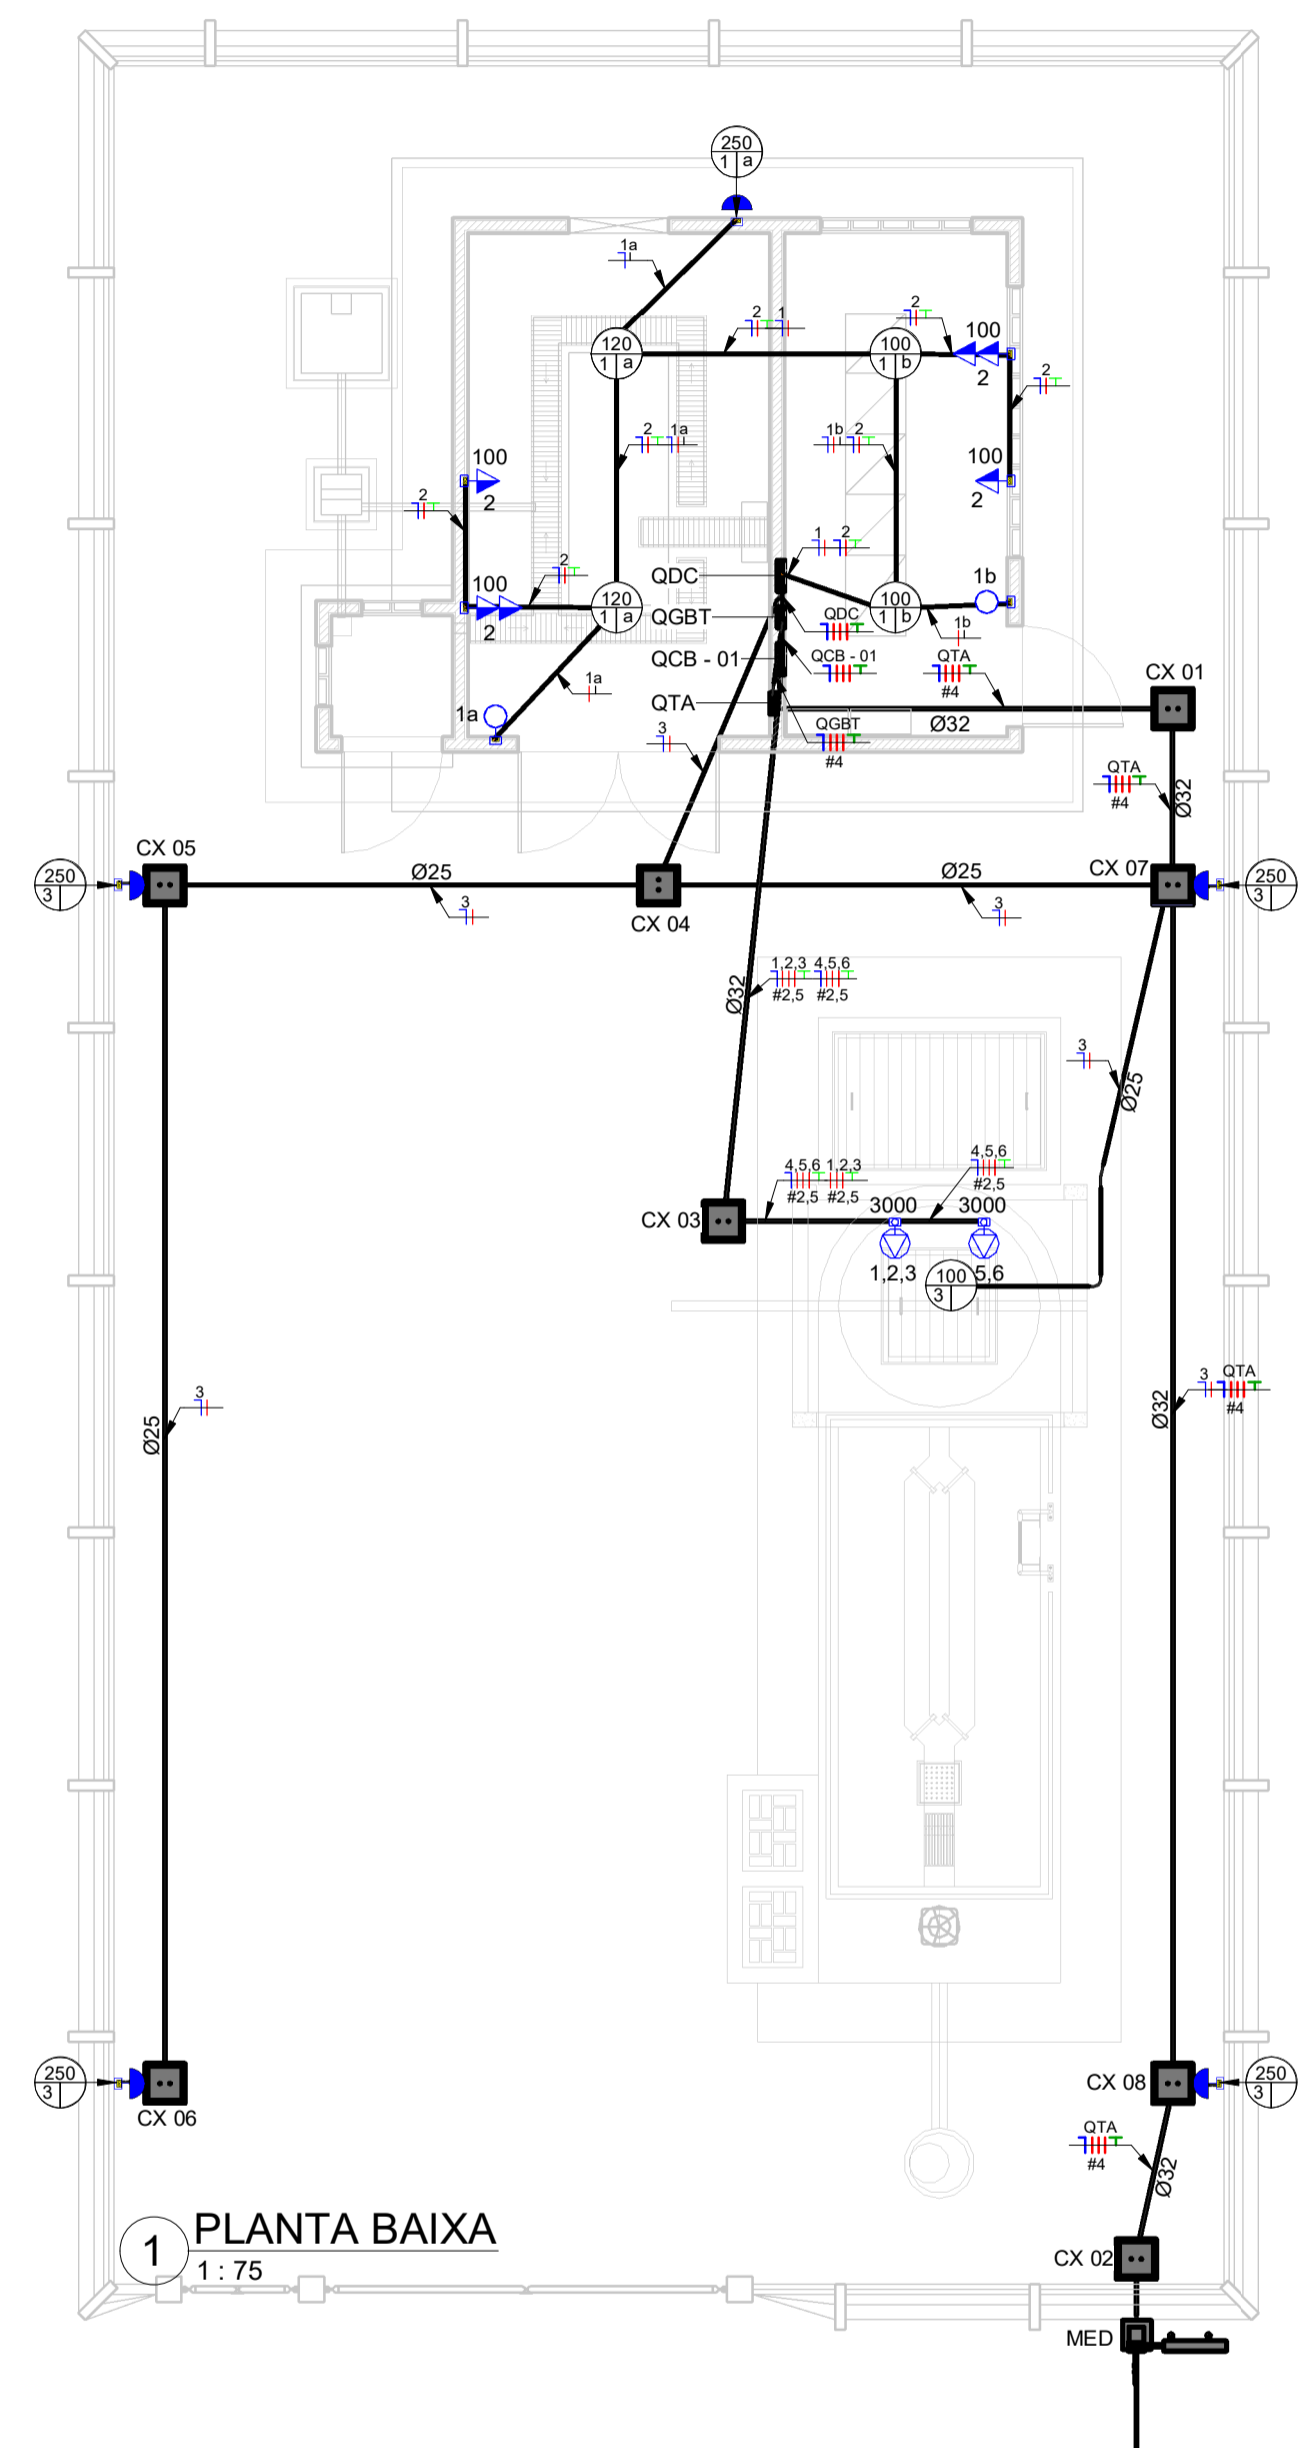 250
1 a
1a
2 1
2
120
1 a
100
1 b
100
2
2
2 1a
1b 2
100
2
100
2
2
1 2
2
100
2
QDC
1b
120
1 a
100
1 b
QGBT
QDC
1b
QCB - 01
QCB - 01
QTA
#4
CX 01
1a
1a
QTA
Ø32
QGBT
#4
3
QTA
#4
Ø32
CX 05
250
3
Ø25
3
CX 04
Ø25
3
CX 07
250
3
1,2,3 4,5,6
#2,5 #2,5
Ø32
3
Ø25
4,5,6 1,2,3
#2,5 #2,5
4,5,6
#2,5
CX 03
3000 3000
1,2,3
5,6
100
3
3 QTA
#4
Ø32
3
Ø25
250
3
CX 06
CX 08
250
3
QTA
#4
Ø32
1 PLANTA BAIXA
1 : 75
CX 02
MED